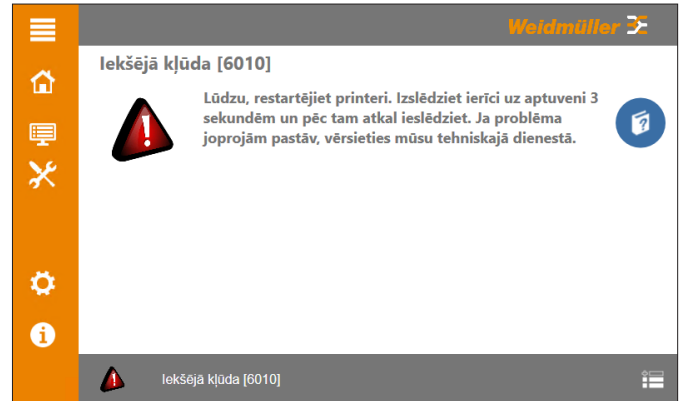 Weidmüller
Iekšējā kļūda [6010]
Lūdzu, restartējiet printeri. Izslēdziet ierīci uz aptuveni 3
sekundēm un pēc tam atkal ieslēdziet. Ja problēma
joprojām pastāv, vērsieties mūsu tehniskajā dienestā.
Iekšējā kļūda [6010]